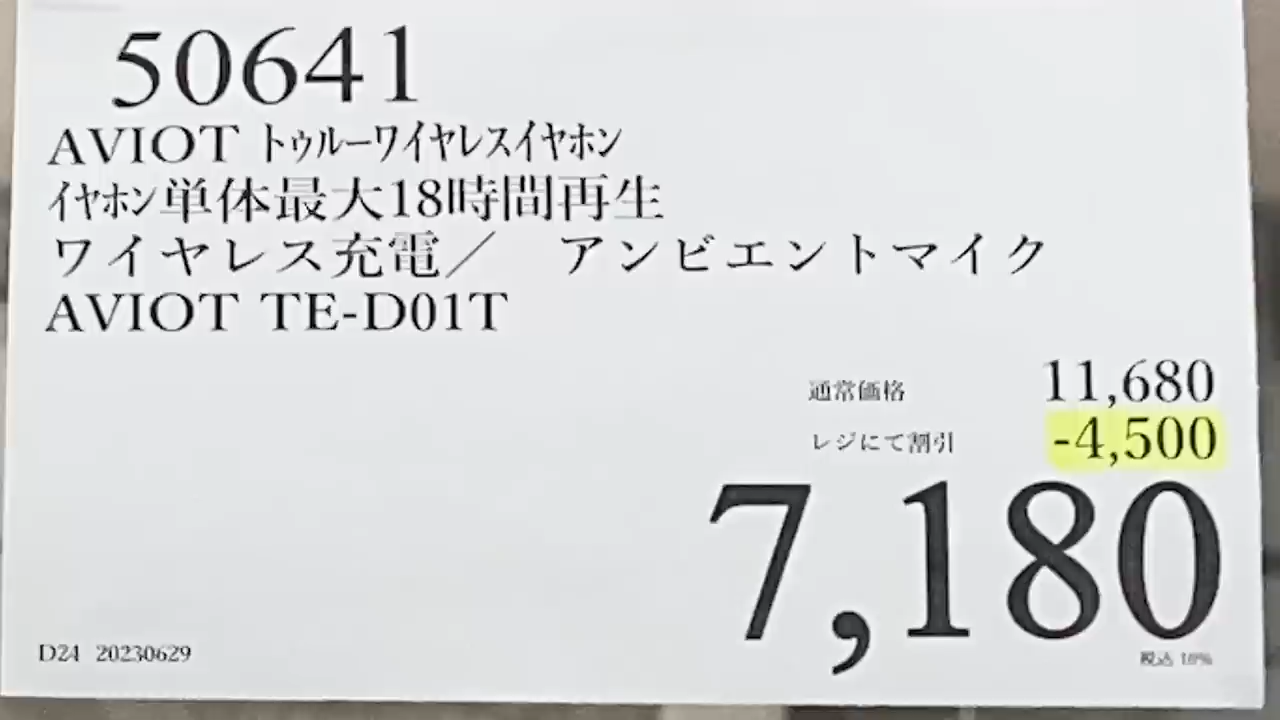 50641
AVIOT ﾄｩﾙｰﾜｲﾔﾚｽｲﾔﾎﾝ
ｲﾔﾎﾝ単体最大18時間再生
ワイヤレス充電／　アンビエントマイク
AVIOT TE-D01T
通常価格 11,680
レジにて割引 -4,500
7,180
税込 10%
D24 20230629